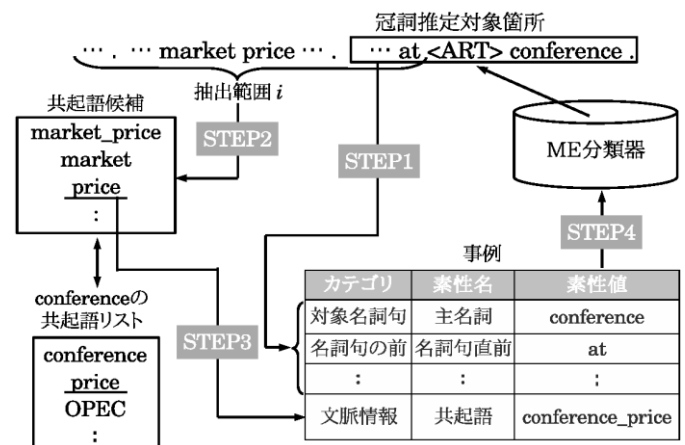 冠詞推定対象箇所
… . … market price … . … at <ART> conference .
抽出範囲 i
共起語候補
market_price
market
price
:
STEP2
STEP1
ME分類器
STEP4
事例
カテゴリ 素性名 素性値
対象名詞句 主名詞 conference
名詞句の前 名詞句直前 at
: : :
文脈情報 共起語 conference_price
STEP3
conferenceの
共起語リスト
conference
price
OPEC
: